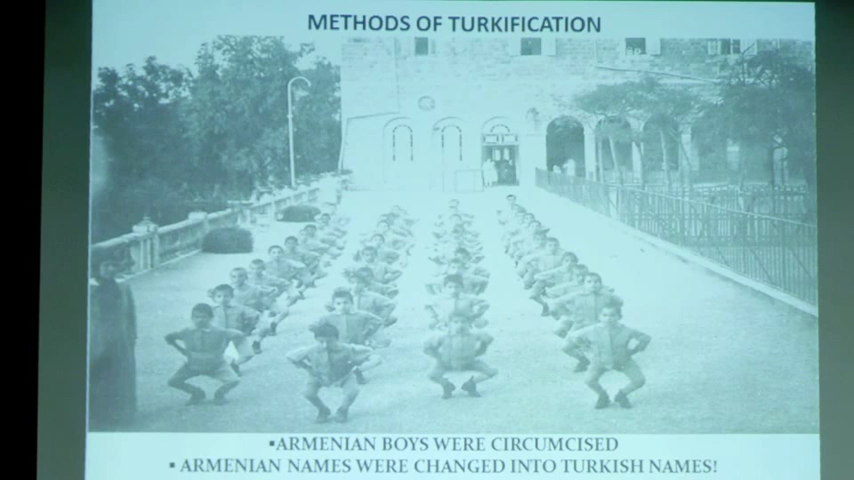 METHODS OF TURKIFICATION
▪ARMENIAN BOYS WERE CIRCUMCISED
▪ ARMENIAN NAMES WERE CHANGED INTO TURKISH NAMES!